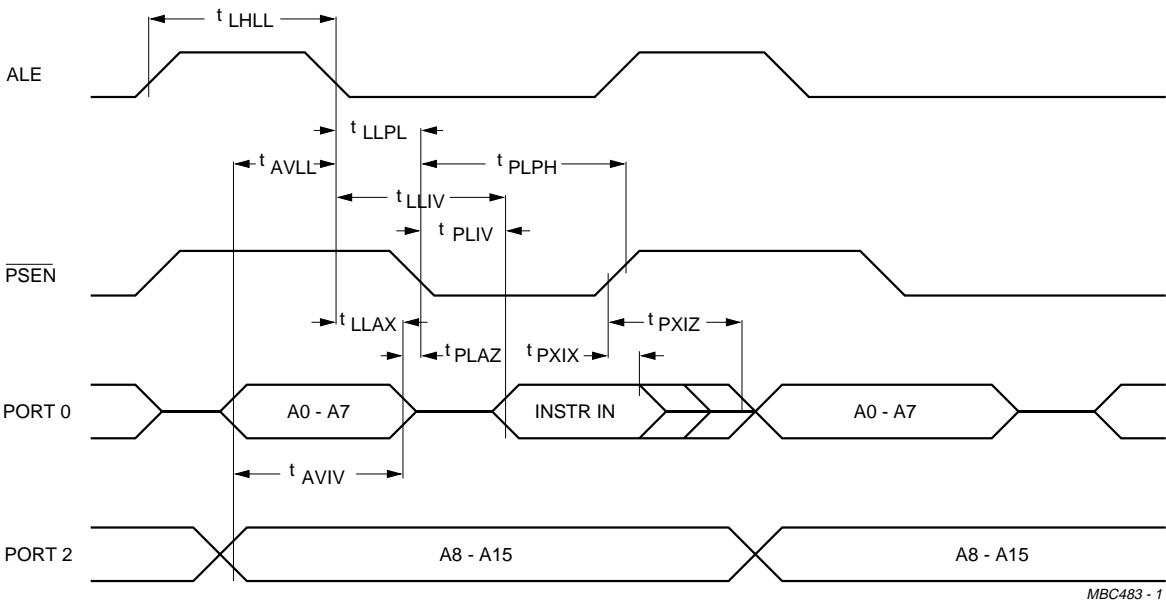 t LHLL
ALE
t LLPL
t AVLL
t PLPH
t LLIV
t PLIV
PSEN
t LLAX
t PXIZ
t PLAZ
t PXIX
PORT 0
A0 - A7
INSTR IN
A0 - A7
t AVIV
PORT 2
A8 - A15
A8 - A15
MBC483 - 1